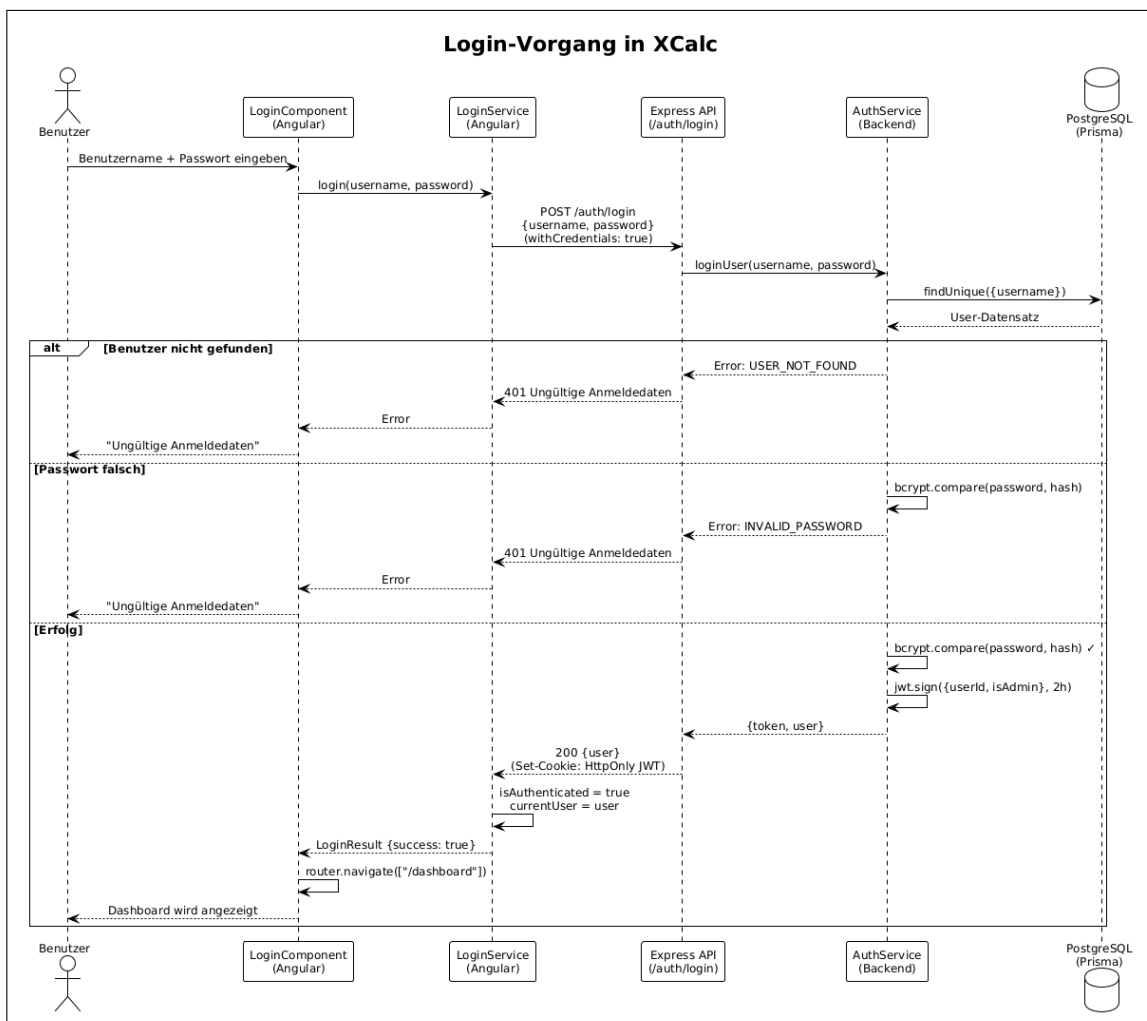 Login-Vorgang in XCalc
Benutzer
LoginComponent
(Angular)
LoginService
(Angular)
Express API
(/auth/login)
AuthService
(Backend)
PostgreSQL
(Prisma)
Benutzername + Passwort eingeben
login(username, password)
POST /auth/login
{username, password}
(withCredentials: true)
loginUser(username, password)
findUnique({username})
User-Datensatz
alt
[Benutzer nicht gefunden]
Error: USER_NOT_FOUND
401 Ungültige Anmeldedaten
Error
"Ungültige Anmeldedaten"
[Passwort falsch]
bcrypt.compare(password, hash)
Error: INVALID_PASSWORD
401 Ungültige Anmeldedaten
Error
"Ungültige Anmeldedaten"
[Erfolg]
bcrypt.compare(password, hash) ✓
jwt.sign({userId, isAdmin}, 2h)
{token, user}
200 {user}
(Set-Cookie: HttpOnly JWT)
isAuthenticated = true
currentUser = user
LoginResult {success: true}
router.navigate(["/dashboard"])
Dashboard wird angezeigt
Benutzer
LoginComponent
(Angular)
LoginService
(Angular)
Express API
(/auth/login)
AuthService
(Backend)
PostgreSQL
(Prisma)